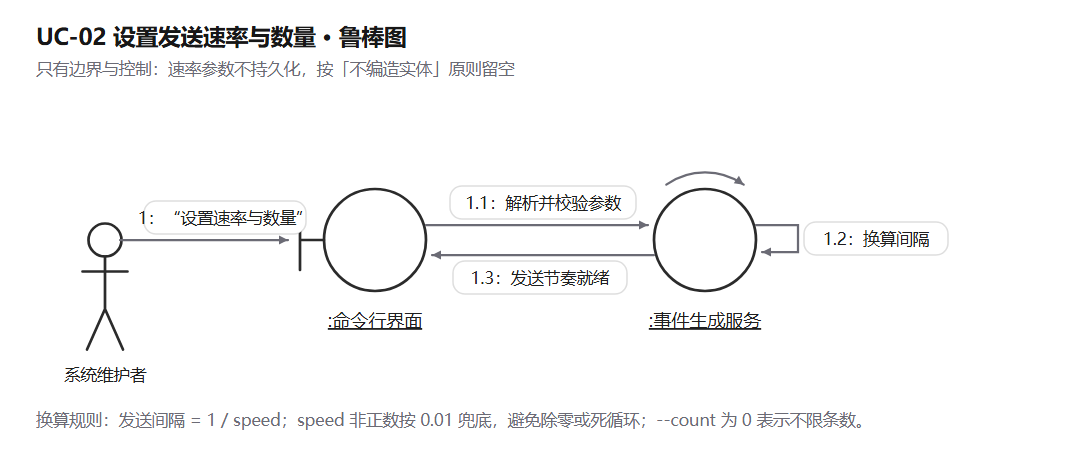 UC-02 设置发送速率与数量 • 鲁棒图
只有边界与控制：速率参数不持久化，按「不编造实体」原则留空
1：“设置速率与数量”
1.1：解析并校验参数
1.2：换算间隔
1.3：发送节奏就绪
:命令行界面
:事件生成服务
系统维护者
换算规则：发送间隔 = 1 / speed；speed 非正数按 0.01 兜底，避免除零或死循环；--count 为 0 表示不限条数。